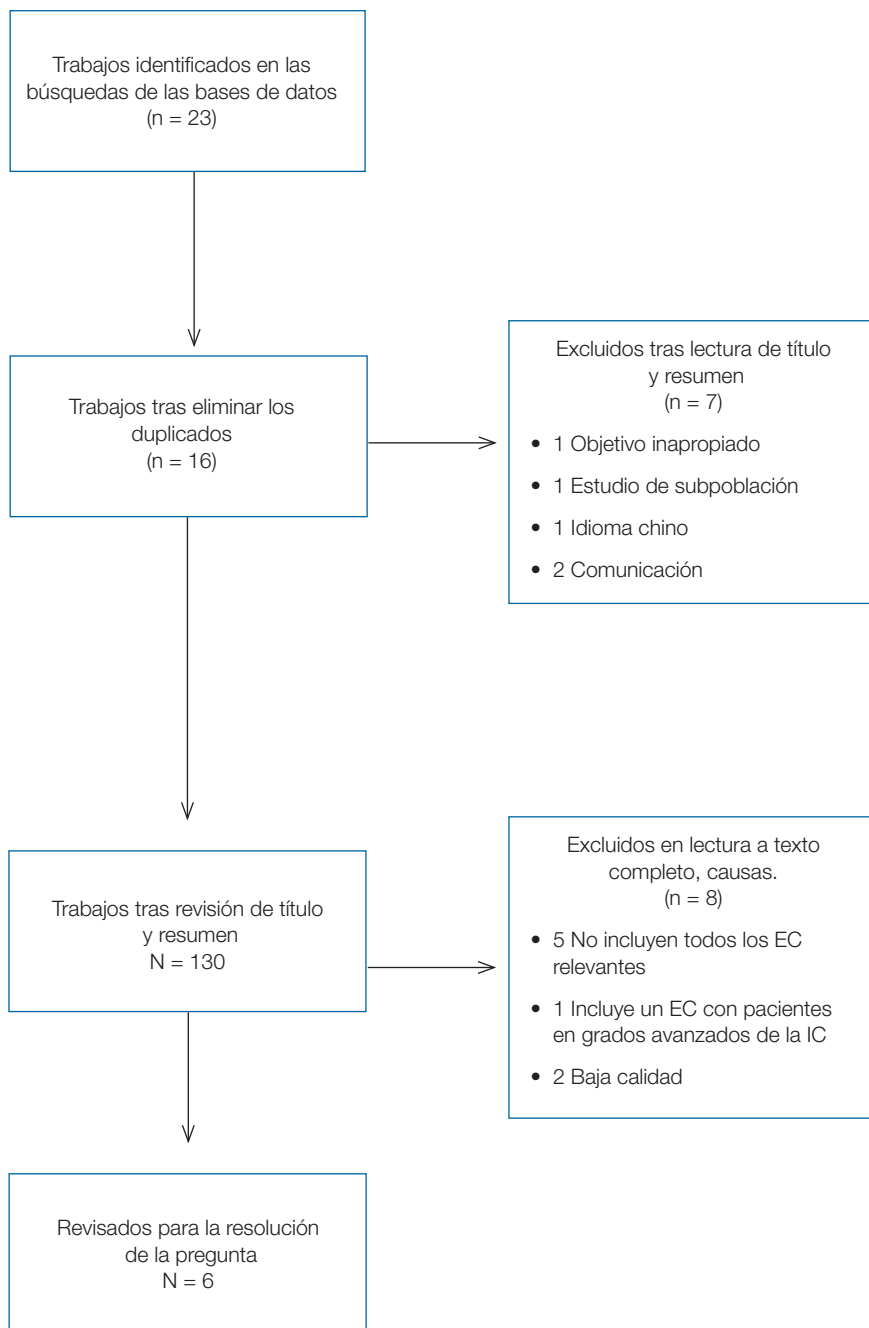 Trabajos identificados en las
búsquedas de las bases de datos
(n = 23)
Trabajos tras eliminar los
duplicados
(n = 16)
Excluidos tras lectura de título
y resumen
(n = 7)
• 1 Objetivo inapropiado
• 1 Estudio de subpoblación
• 1 Idioma chino
• 2 Comunicación
Trabajos tras revisión de título
y resumen
N = 130
Excluidos en lectura a texto
completo, causas.
(n = 8)
• 5 No incluyen todos los EC
relevantes
• 1 Incluye un EC con pacientes
en grados avanzados de la IC
• 2 Baja calidad
Revisados para la resolución
de la pregunta
N = 6